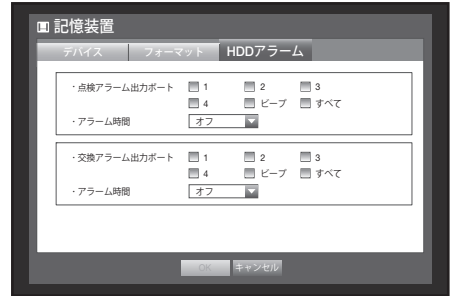 記憶装置
デバイス フォーマット HDDアラーム
・点検アラーム出力ポート 1 2 3
4 ビープ すべて
・アラーム時間 オフ
・交換アラーム出力ポート 1 2 3
4 ビープ すべて
・アラーム時間 オフ
OK キャンセル